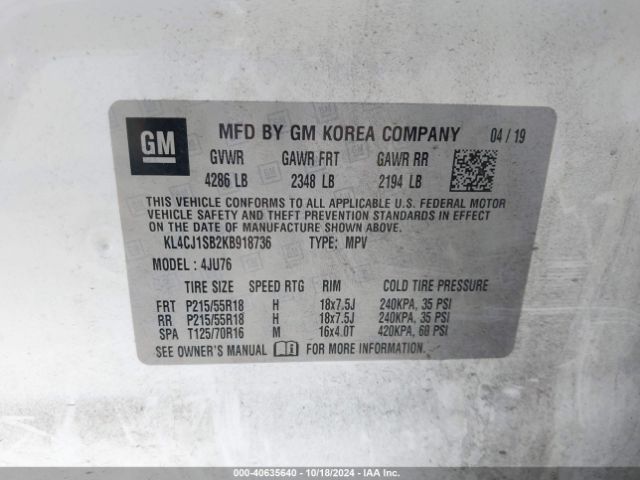 GM
MFD BY GM KOREA COMPANY 04/19
GVWR GAWR FRT GAWR RR
4286 LB 2348 LB 2194 LB
THIS VEHICLE CONFORMS TO ALL APPLICABLE U.S. FEDERAL MOTOR
VEHICLE SAFETY AND THEFT PREVENTION STANDARDS IN EFFECT ON
THE DATE OF MANUFACTURE SHOWN ABOVE.
KL4CJ1SB2KB918736 TYPE: MPV
MODEL: 4JU76
TIRE SIZE SPEED RTG RIM COLD TIRE PRESSURE
FRT P215/55R18 H 18x7.5J 240KPA, 35 PSI
RR P215/55R18 H 18x7.5J 240KPA, 35 PSI
SPA T125/70R16 M 16x4.0T 420KPA, 60 PSI
SEE OWNER'S MANUAL FOR MORE INFORMATION.
000-40635640 - 10/18/2024 - IAA Inc.